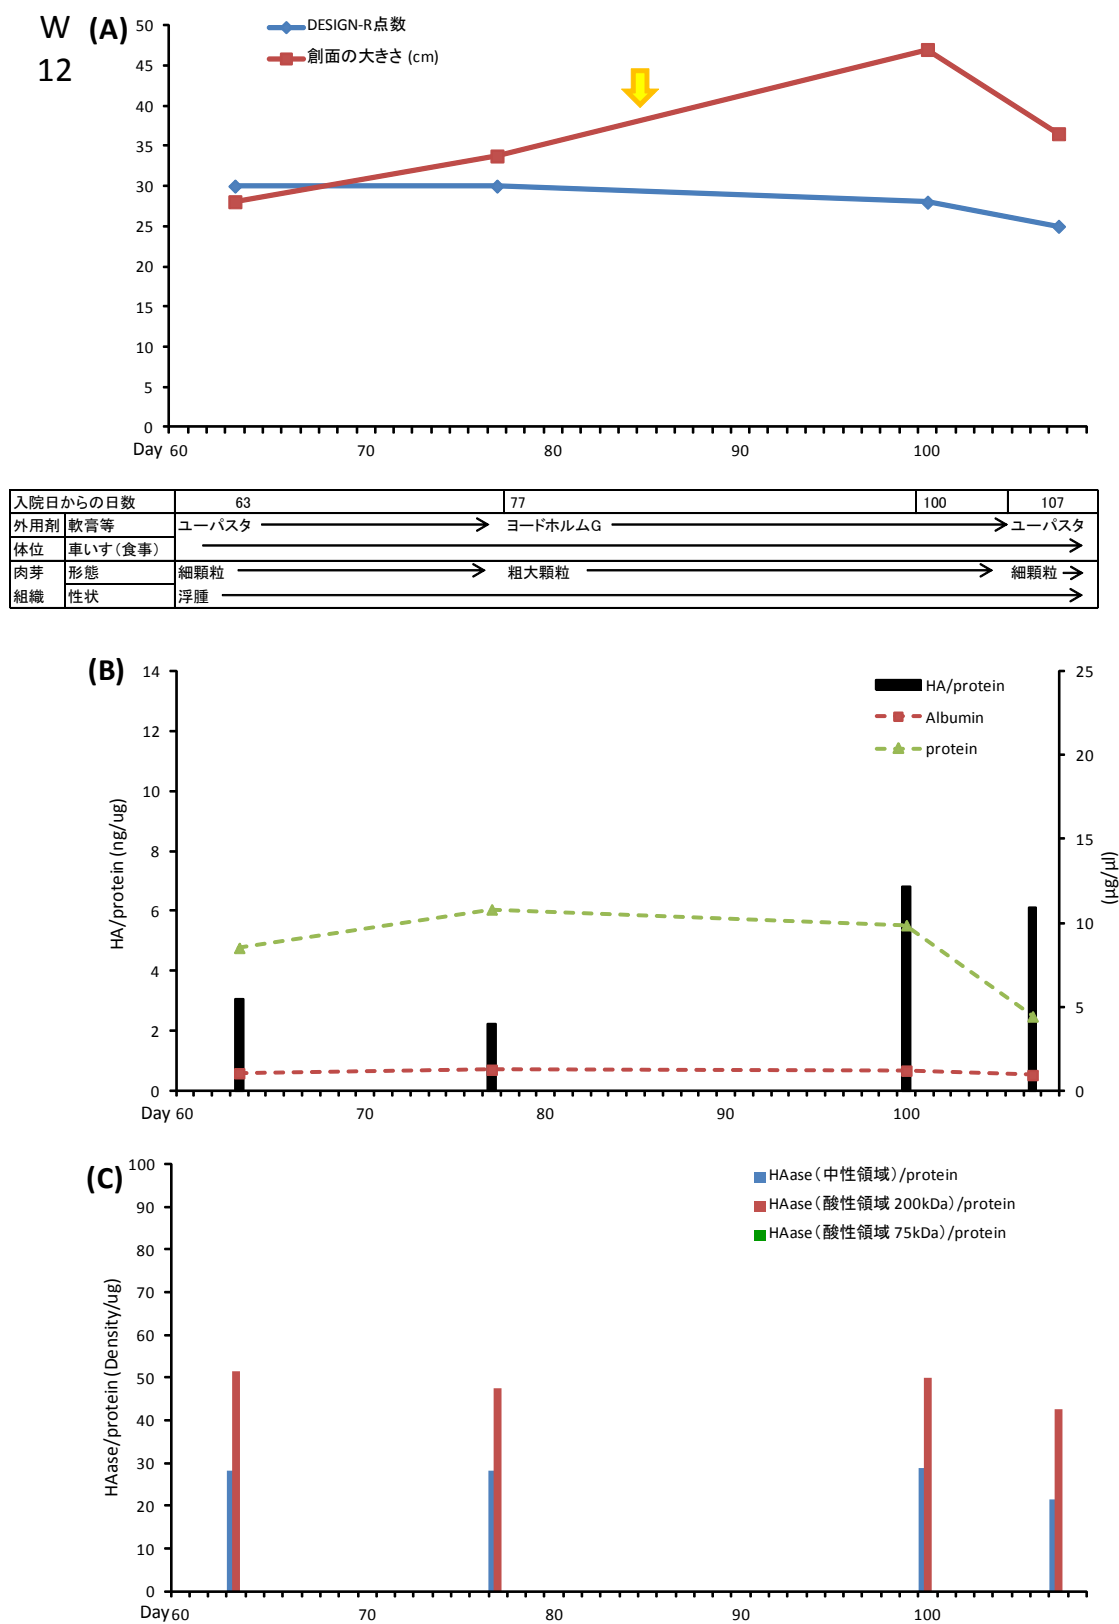 W
12
(A)
DESIGN-R点数
創面の大きさ (cm)
50
45
40
35
30
25
20
15
10
5
0
Day 60 70 80 90 100
入院日からの日数 63 77 100 107
外用剤 軟膏等 ユーパスタ ヨードホルムG ユーパスタ
体位 車いす(食事)
肉芽 形態 細顆粒 粗大顆粒 細顆粒
組織 性状 浮腫
(B)
HA/protein
Albumin
protein
HA/protein (ng/ug)
14
12
10
8
6
4
2
0
25
20
15
10
5
0
(μg/μl)
Day 60 70 80 90 100
(C)
HAase(中性領域)/protein
HAase(酸性領域 200kDa)/protein
HAase(酸性領域 75kDa)/protein
HAase/protein (Density/ug)
100
90
80
70
60
50
40
30
20
10
0
Day 60 70 80 90 100